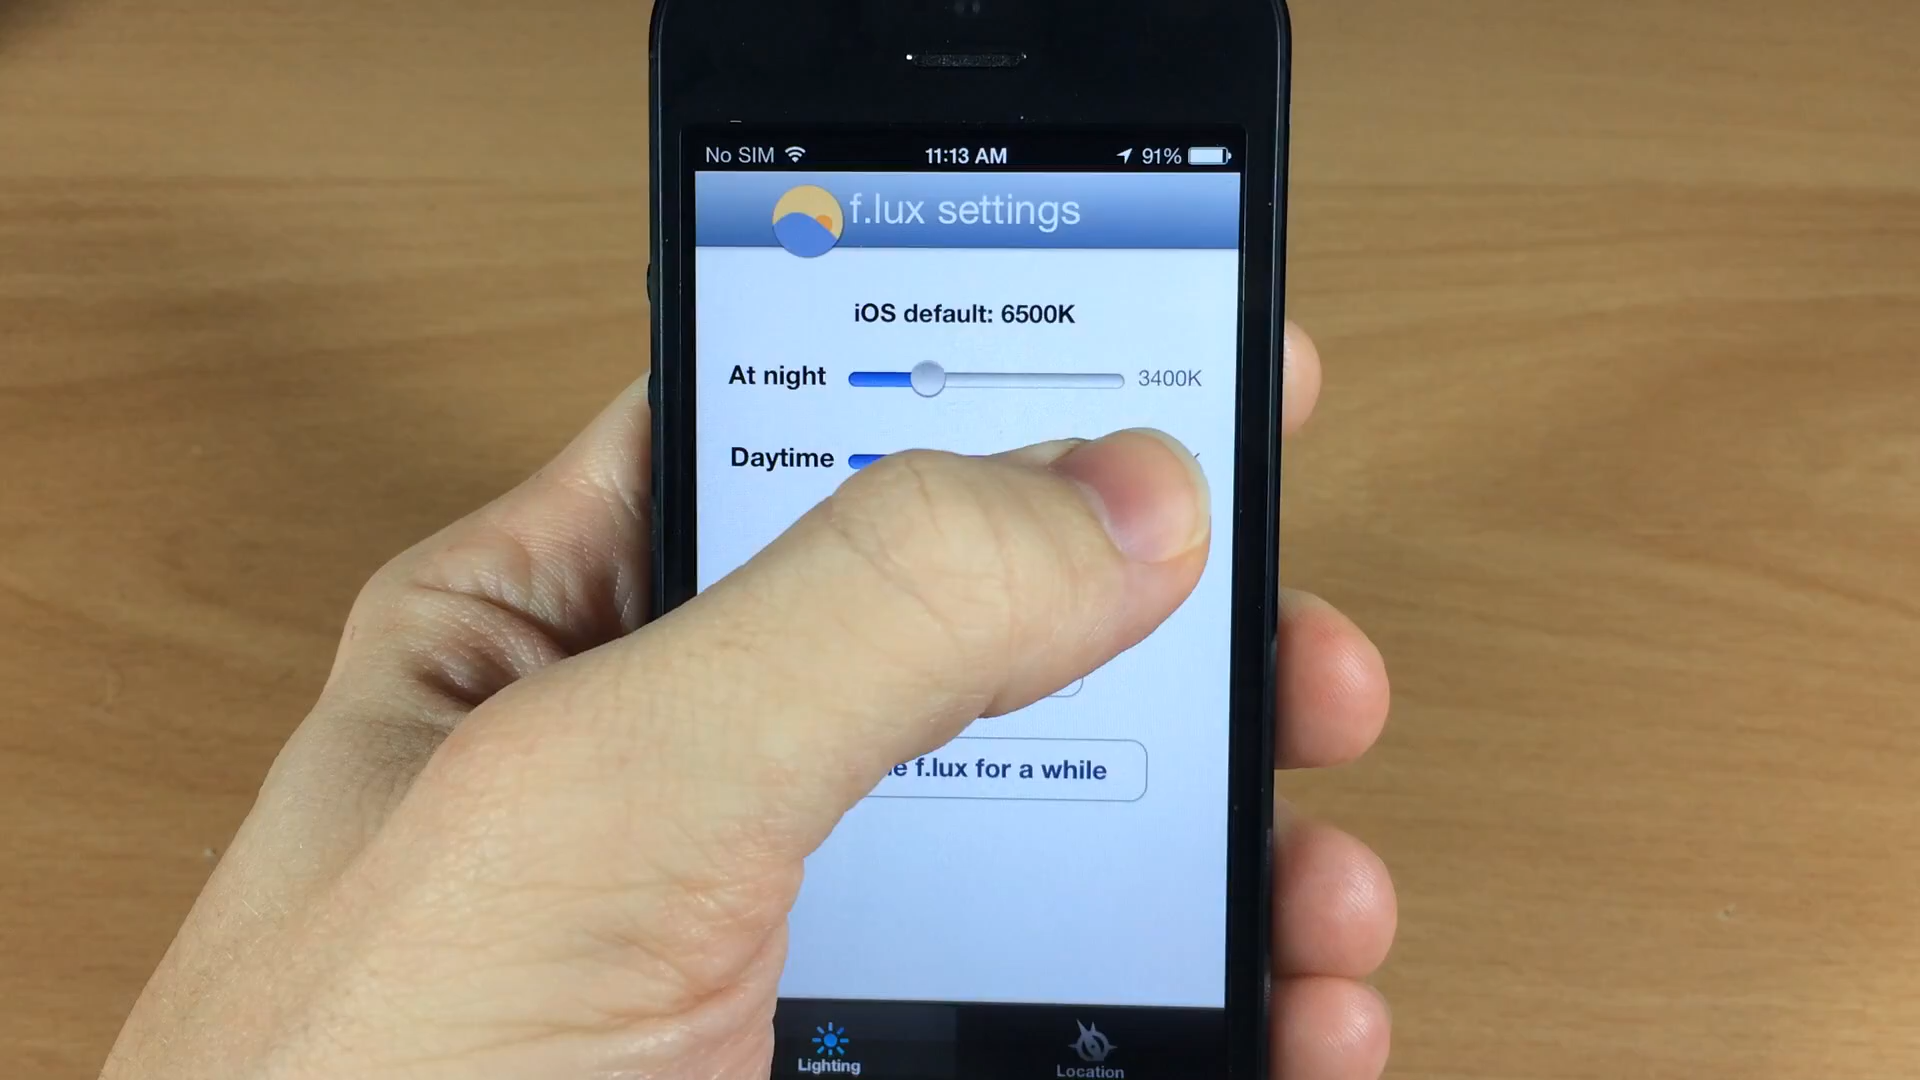 No SIM 11:13 AM 91%
f.lux settings
iOS default: 6500K
At night 3400K
Daytime
f.lux for a while
Lighting Location